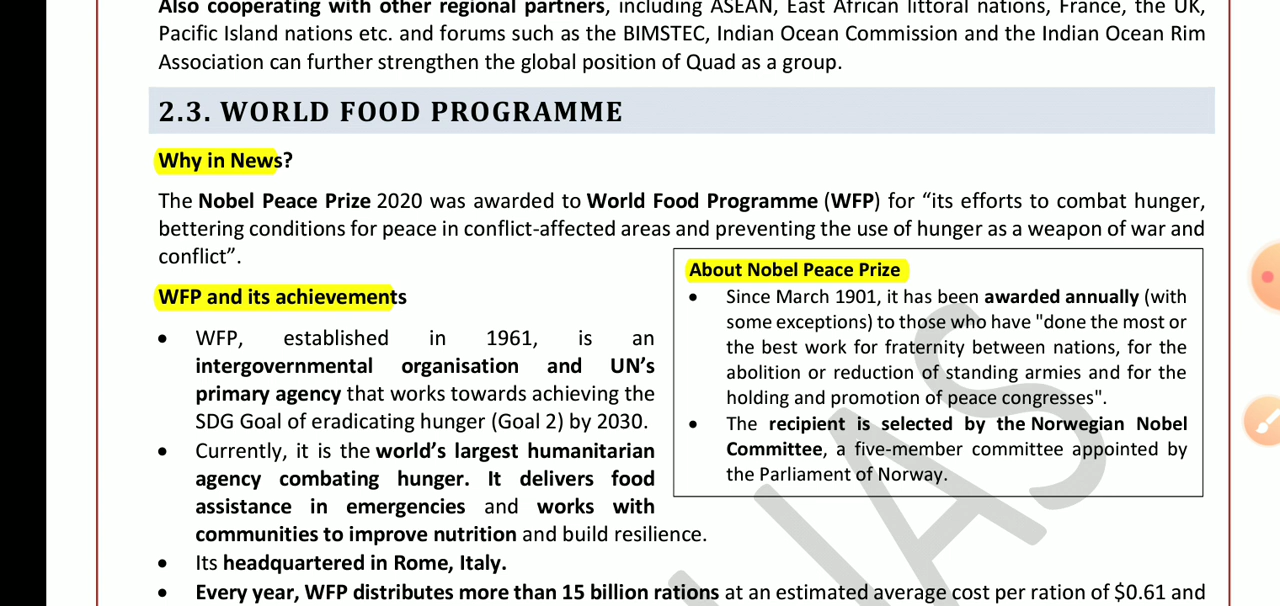 Also cooperating with other regional partners, including ASEAN, East African littoral nations, France, the UK,
Pacific Island nations etc. and forums such as the BIMSTEC, Indian Ocean Commission and the Indian Ocean Rim
Association can further strengthen the global position of Quad as a group.
2.3. WORLD FOOD PROGRAMME
Why in News?
The Nobel Peace Prize 2020 was awarded to World Food Programme (WFP) for “its efforts to combat hunger,
bettering conditions for peace in conflict-affected areas and preventing the use of hunger as a weapon of war and
conflict”.
WFP and its achievements
• WFP, established in 1961, is an
intergovernmental organisation and UN’s
primary agency that works towards achieving the
SDG Goal of eradicating hunger (Goal 2) by 2030.
• Currently, it is the world’s largest humanitarian
agency combating hunger. It delivers food
assistance in emergencies and works with
communities to improve nutrition and build resilience.
• Its headquartered in Rome, Italy.
• Every year, WFP distributes more than 15 billion rations at an estimated average cost per ration of $0.61 and
About Nobel Peace Prize
• Since March 1901, it has been awarded annually (with
some exceptions) to those who have "done the most or
the best work for fraternity between nations, for the
abolition or reduction of standing armies and for the
holding and promotion of peace congresses".
• The recipient is selected by the Norwegian Nobel
Committee, a five-member committee appointed by
the Parliament of Norway.
IAS